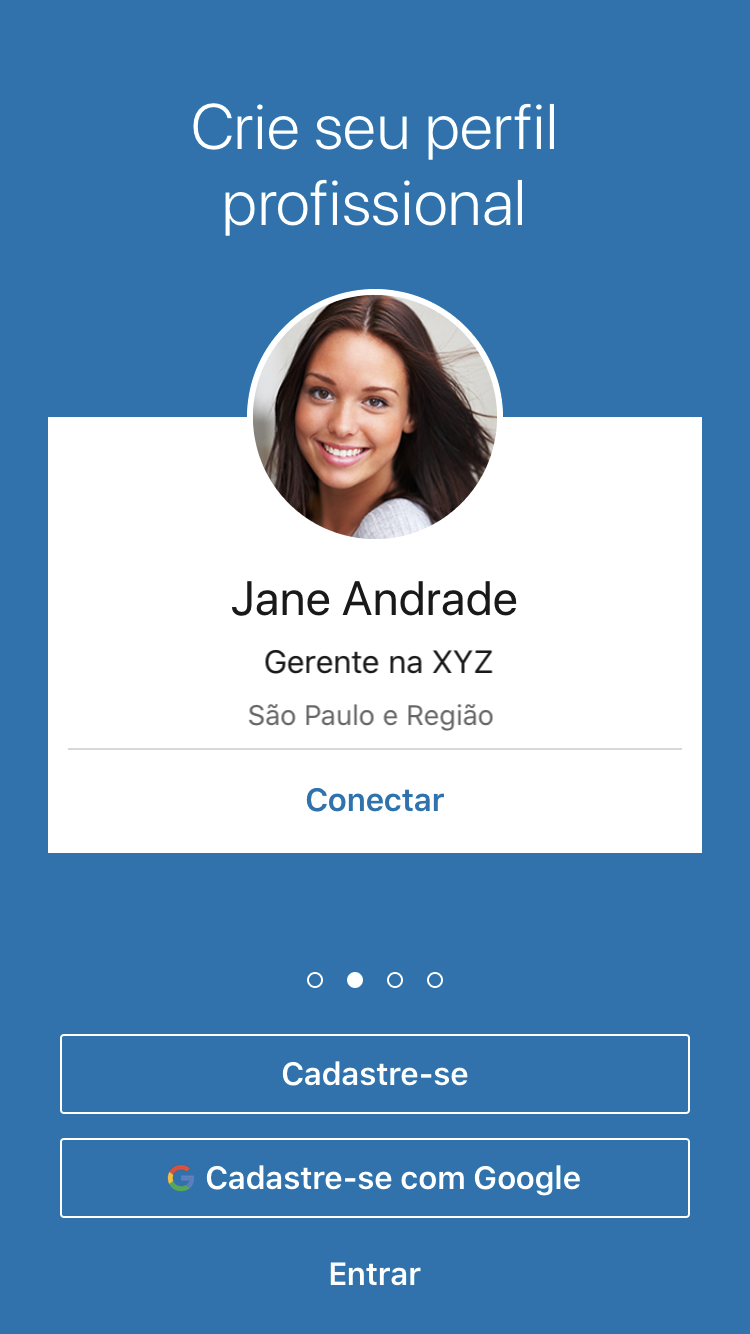 Crie seu perfil
profissional
Jane Andrade
Gerente na XYZ
São Paulo e Região
Conectar
Cadastre-se
Cadastre-se com Google
Entrar